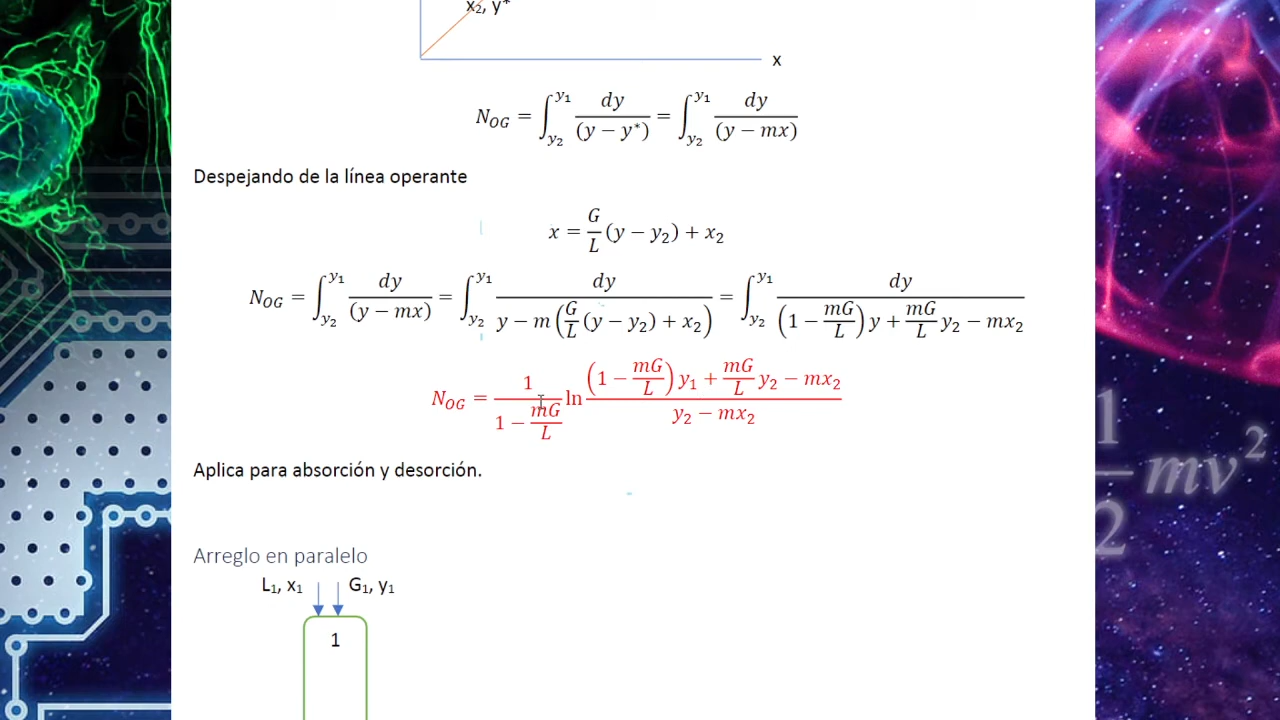 x₂, y*
x
N_OG = ∫_{y₂}^{y₁} dy/(y − y*) = ∫_{y₂}^{y₁} dy/(y − mx)
Despejando de la línea operante
x = G/L (y − y₂) + x₂
N_OG = ∫_{y₂}^{y₁} dy/(y − mx) = ∫_{y₂}^{y₁} dy/(y − m(G/L (y − y₂) + x₂)) = ∫_{y₂}^{y₁} dy/((1 − mG/L) y + mG/L y₂ − mx₂)
N_OG = 1/(1 − mG/L) ln ((1 − mG/L) y₁ + mG/L y₂ − mx₂)/(y₂ − mx₂)
1/2 mv²
Aplica para absorción y desorción.
Arreglo en paralelo
L₁, x₁ G₁, y₁
1